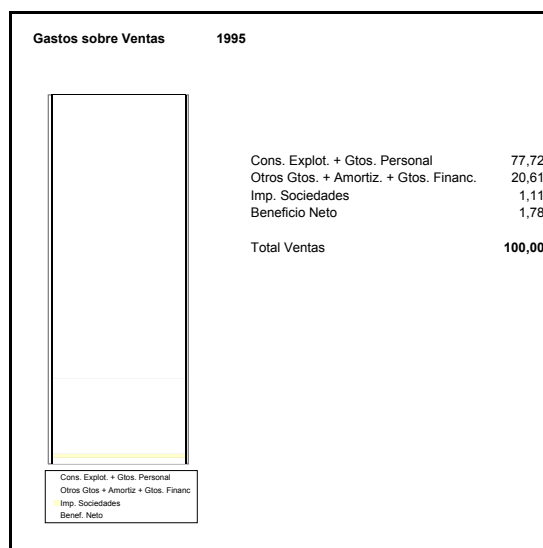 Gastos sobre Ventas 1995
Cons. Explot. + Gtos. Personal 77,72
Otros Gtos. + Amortiz. + Gtos. Financ. 20,61
Imp. Sociedades 1,11
Beneficio Neto 1,78
Total Ventas 100,00
Cons. Explot. + Gtos. Personal
Otros Gtos + Amortiz + Gtos. Financ
Imp. Sociedades
Benef. Neto